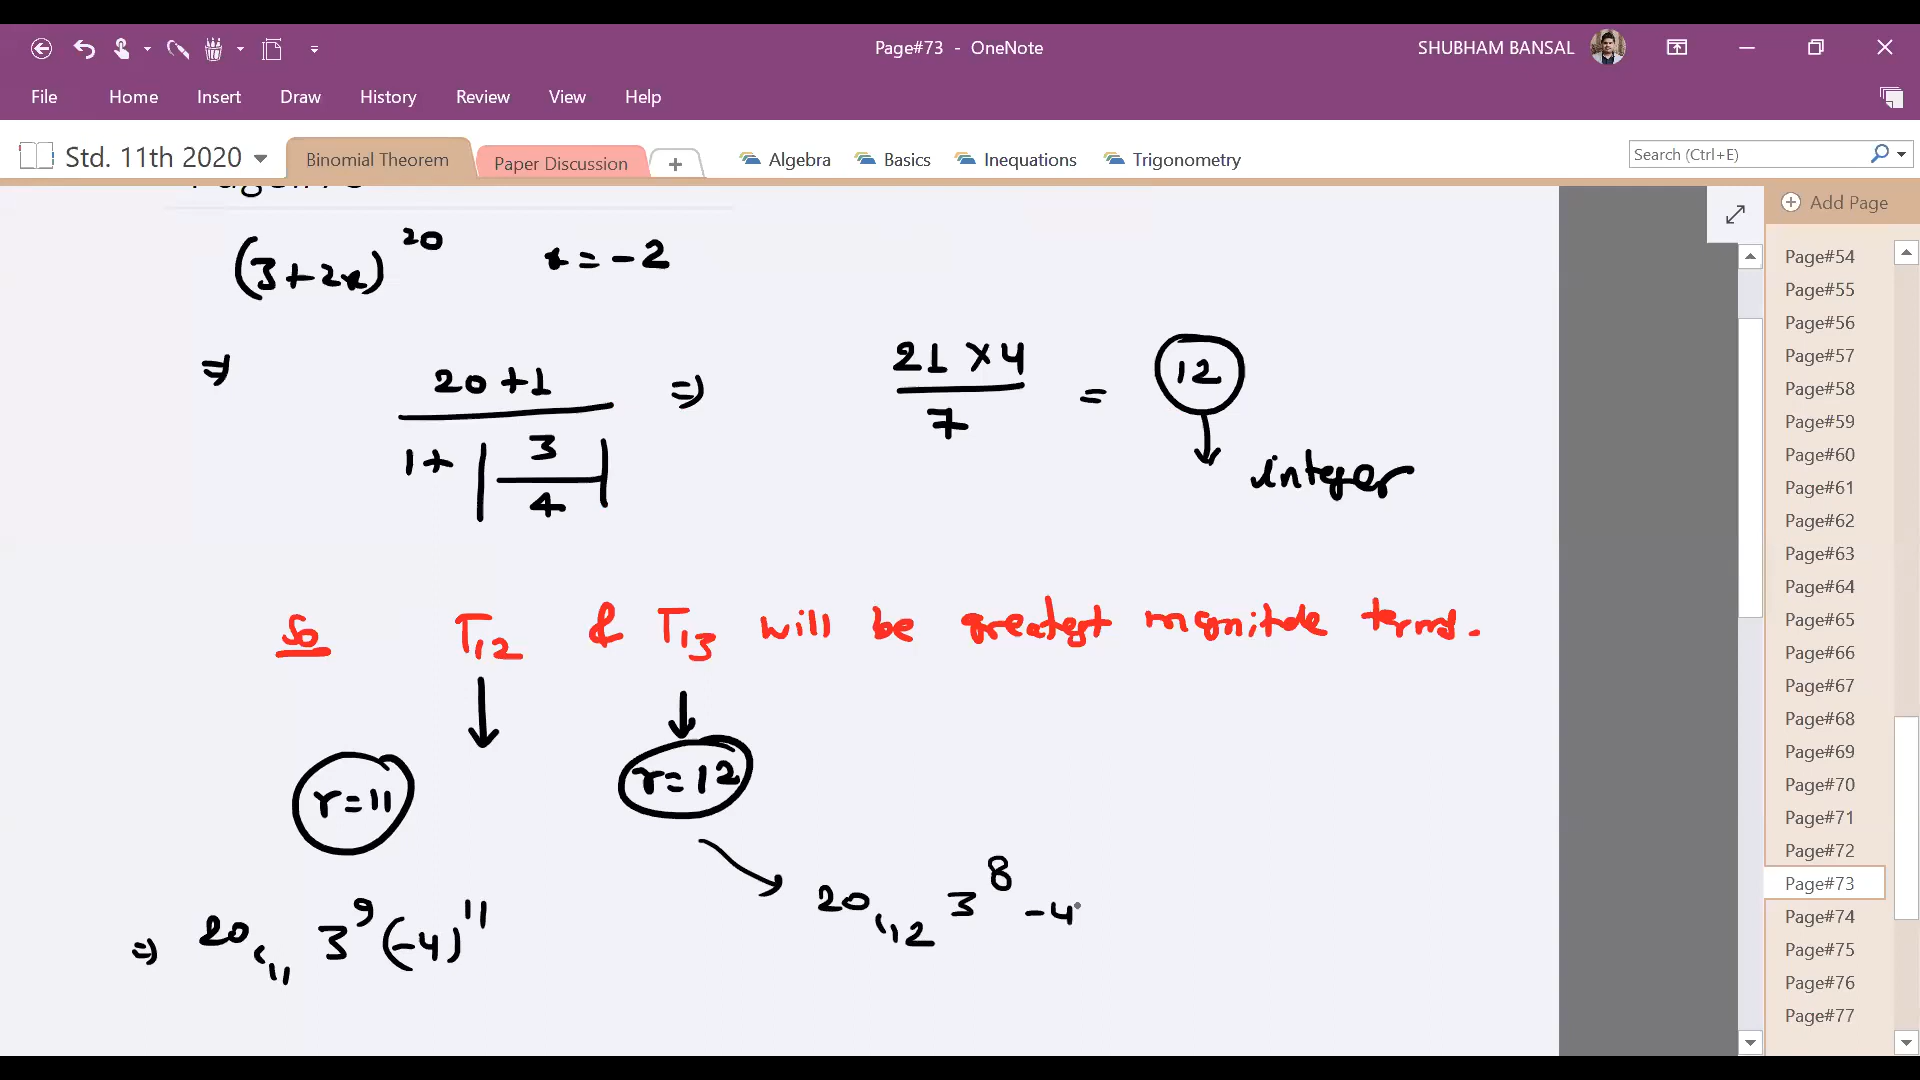 Page#73 - OneNote
SHUBHAM BANSAL
File Home Insert Draw History Review View Help
Std. 11th 2020 Binomial Theorem Paper Discussion + Algebra Basics Inequations Trigonometry
Search (Ctrl+E)
Add Page
(3+2x)^20 x = -2
⇒ (20+1)/(1+|3/4|) ⇒ (21×4)/7 = 12
integer
So T12 & T13 will be greatest magnitude terms.
r=11 r=12
⇒ 20C11 3^9 (-4)^11
20C12 3^8 -4
Page#54
Page#55
Page#56
Page#57
Page#58
Page#59
Page#60
Page#61
Page#62
Page#63
Page#64
Page#65
Page#66
Page#67
Page#68
Page#69
Page#70
Page#71
Page#72
Page#73
Page#74
Page#75
Page#76
Page#77